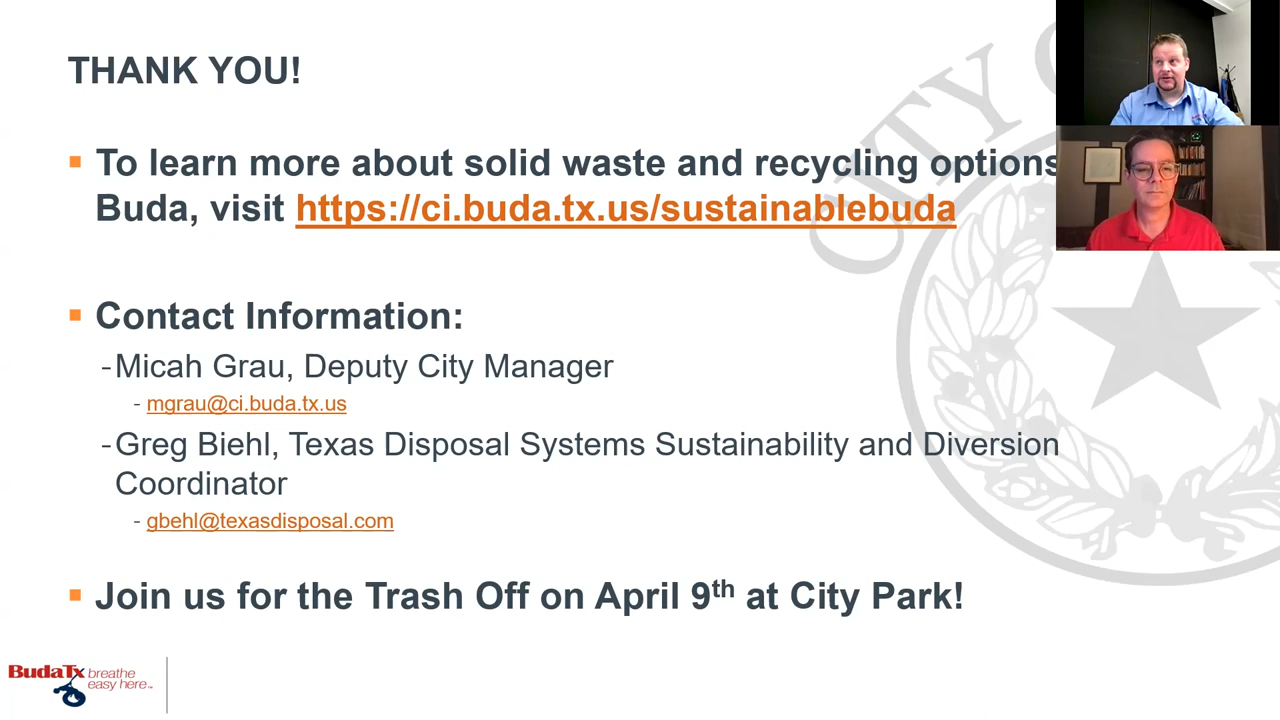 THANK YOU!
▪ To learn more about solid waste and recycling options
Buda, visit https://ci.buda.tx.us/sustainablebuda
▪ Contact Information:
-Micah Grau, Deputy City Manager
- mgrau@ci.buda.tx.us
-Greg Biehl, Texas Disposal Systems Sustainability and Diversion
Coordinator
- gbehl@texasdisposal.com
▪ Join us for the Trash Off on April 9th at City Park!
BudaTx breathe
easy here
CITY